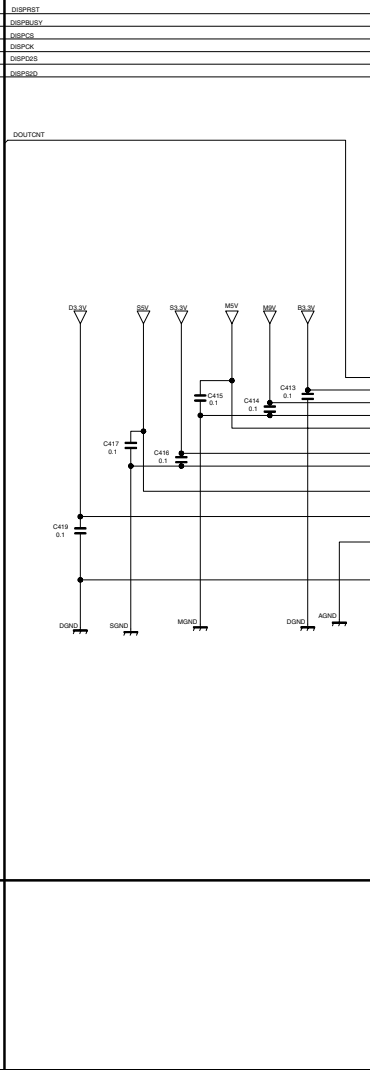 DISPRST
DISPBUSY
DISPCS
DISPCK
DISPD2S
DISPS2D
DOUTCNT
D3.3V
S5V
S3.3V
M5V
M9V
B3.3V
C415
0.1
C414
0.1
C413
0.1
C417
0.1
C416
0.1
C419
0.1
DGND
SGND
MGND
DGND
AGND